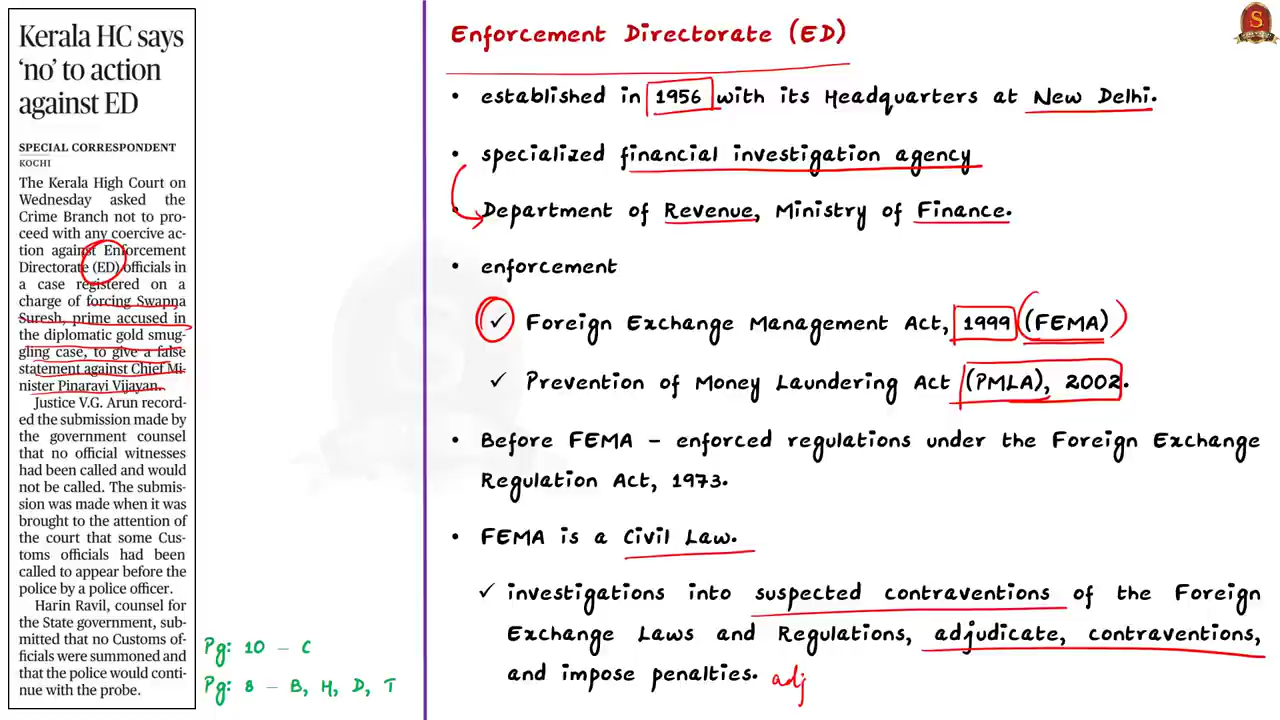 Kerala HC says
‘no’ to action
against ED
SPECIAL CORRESPONDENT
KOCHI
The Kerala High Court on
Wednesday asked the
Crime Branch not to pro-
ceed with any coercive ac-
tion against Enforcement
Directorate (ED) officials in
a case registered on a
charge of forcing Swapna
Suresh, prime accused in
the diplomatic gold smug-
gling case, to give a false
statement against Chief Mi-
nister Pinarayi Vijayan.
Justice V.G. Arun record-
ed the submission made by
the government counsel
that no official witnesses
had been called and would
not be called. The submis-
sion was made when it was
brought to the attention of
the court that some Cus-
toms officials had been
called to appear before the
police by a police officer.
Harin Ravil, counsel for
the State government, sub-
mitted that no Customs of-
ficials were summoned and
that the police would conti-
nue with the probe.
Pg: 10 – C
Pg: 8 – B, H, D, T
Enforcement Directorate (ED)
• established in 1956 with its Headquarters at New Delhi.
• specialized financial investigation agency
• Department of Revenue, Ministry of Finance.
• enforcement
✓ Foreign Exchange Management Act, 1999 (FEMA)
✓ Prevention of Money Laundering Act (PMLA), 2002.
• Before FEMA – enforced regulations under the Foreign Exchange
Regulation Act, 1973.
• FEMA is a Civil Law.
✓ investigations into suspected contraventions of the Foreign
Exchange Laws and Regulations, adjudicate, contraventions,
and impose penalties. adj
S